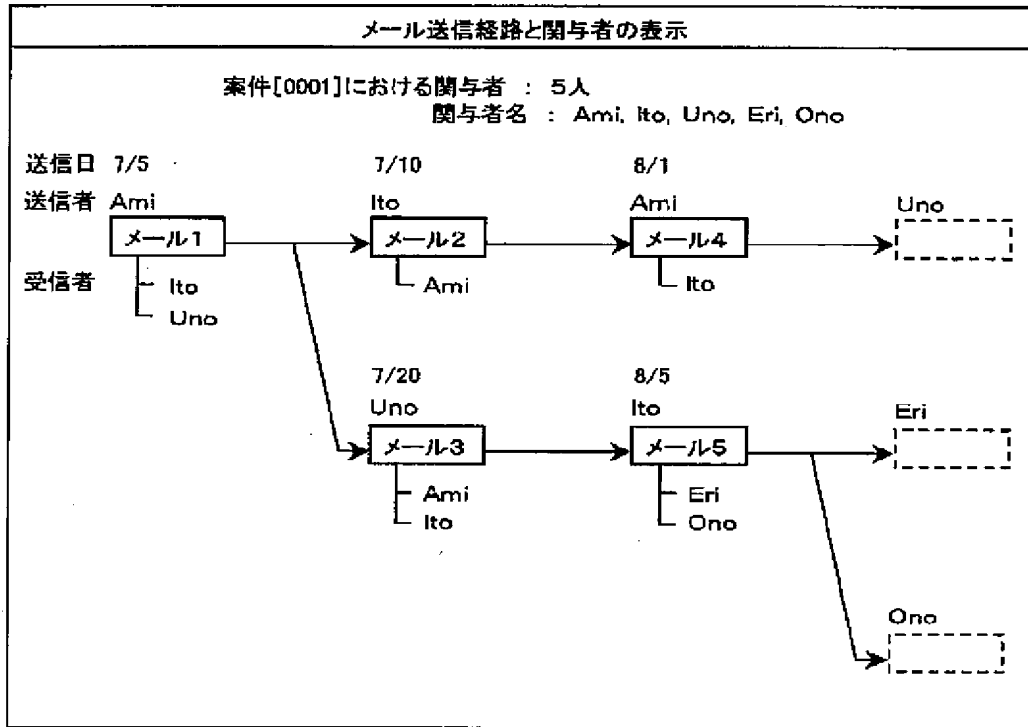 メール送信経路と関与者の表示
案件[0001]における関与者 : 5人
関与者名 : Ami, Ito, Uno, Eri, Ono
送信日 7/5 7/10 8/1
送信者 Ami Ito Ami Uno
メール1 メール2 メール4
受信者 Ito Ami Ito
Uno
7/20 8/5
Uno Ito Eri
メール3 メール5
Ami Eri
Ito Ono
Ono